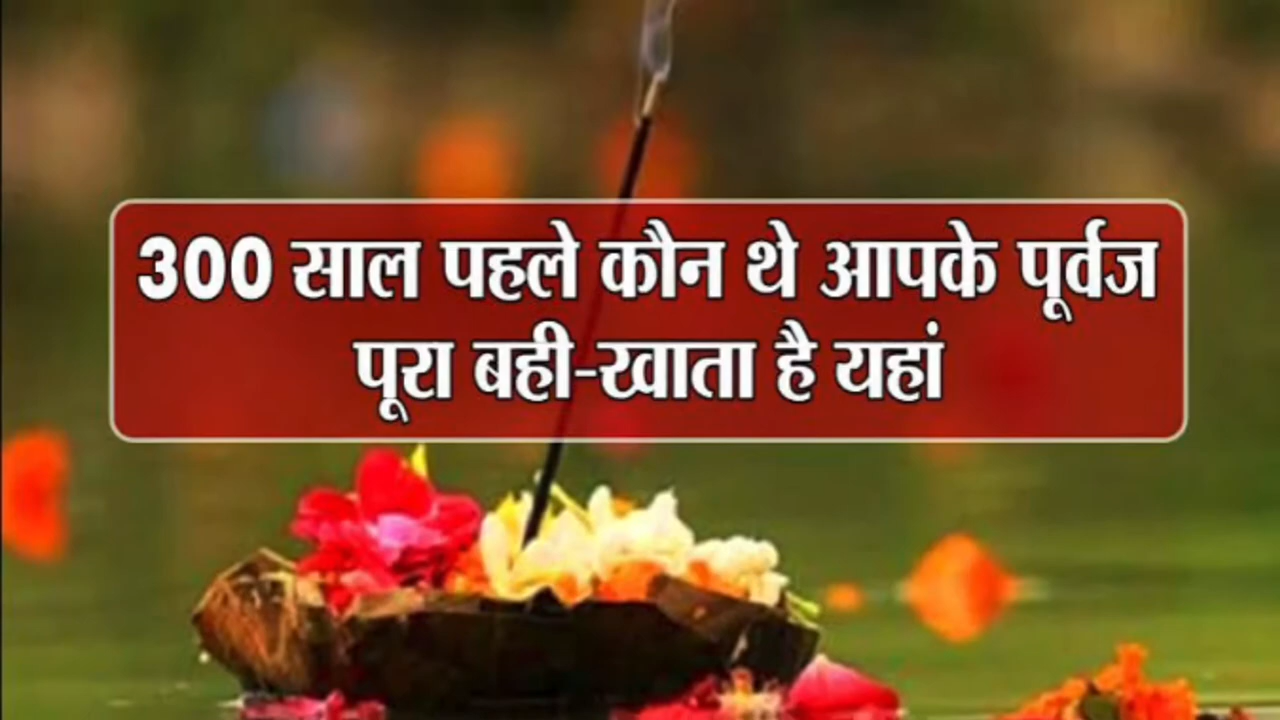 300 साल पहले कौन थे आपके पूर्वज
पूरा बही-खाता है यहां